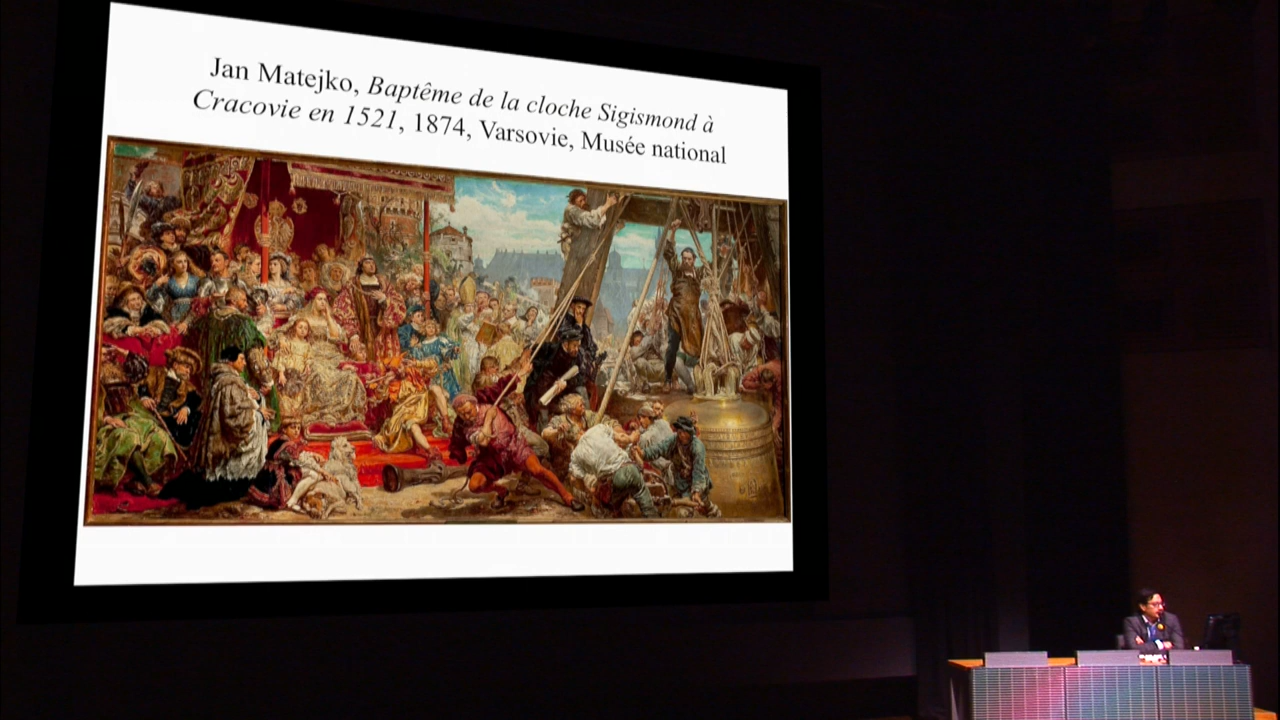 Jan Matejko, Baptême de la cloche Sigismond à
Cracovie en 1521, 1874, Varsovie, Musée national